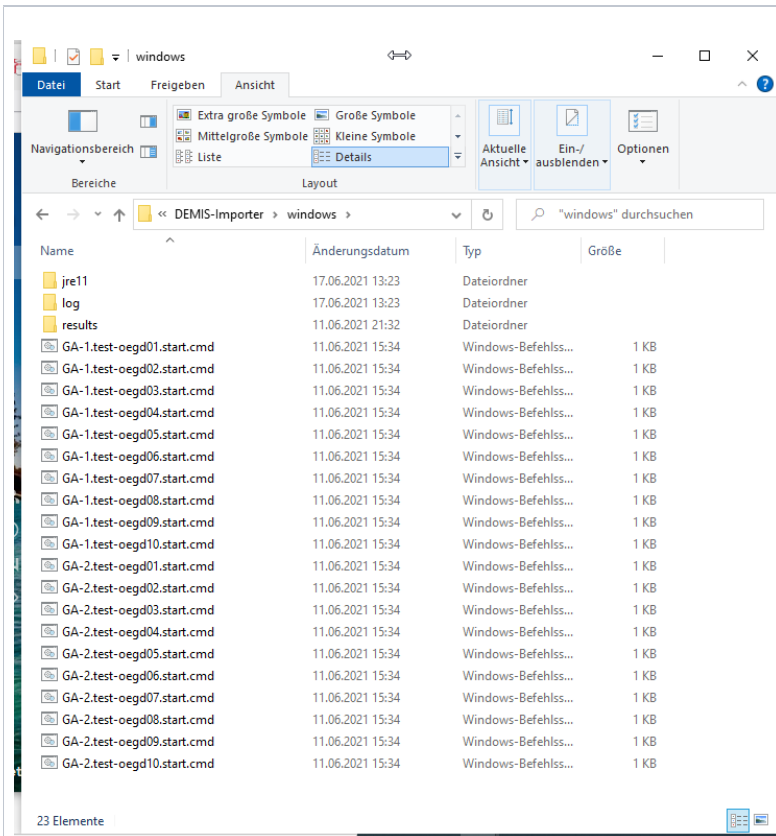 windows
Datei Start Freigeben Ansicht
Extra große Symbole Große Symbole
Mittelgroße Symbole Kleine Symbole
Liste Details
Navigationsbereich
Aktuelle Ansicht
Ein-/ ausblenden
Optionen
Bereiche Layout
« DEMIS-Importer > windows >
"windows" durchsuchen
Name Änderungsdatum Typ Größe
jre11 17.06.2021 13:23 Dateiordner
log 17.06.2021 13:23 Dateiordner
results 11.06.2021 21:32 Dateiordner
GA-1.test-oegd01.start.cmd 11.06.2021 15:34 Windows-Befehlss... 1 KB
GA-1.test-oegd02.start.cmd 11.06.2021 15:34 Windows-Befehlss... 1 KB
GA-1.test-oegd03.start.cmd 11.06.2021 15:34 Windows-Befehlss... 1 KB
GA-1.test-oegd04.start.cmd 11.06.2021 15:34 Windows-Befehlss... 1 KB
GA-1.test-oegd05.start.cmd 11.06.2021 15:34 Windows-Befehlss... 1 KB
GA-1.test-oegd06.start.cmd 11.06.2021 15:34 Windows-Befehlss... 1 KB
GA-1.test-oegd07.start.cmd 11.06.2021 15:34 Windows-Befehlss... 1 KB
GA-1.test-oegd08.start.cmd 11.06.2021 15:34 Windows-Befehlss... 1 KB
GA-1.test-oegd09.start.cmd 11.06.2021 15:34 Windows-Befehlss... 1 KB
GA-1.test-oegd10.start.cmd 11.06.2021 15:34 Windows-Befehlss... 1 KB
GA-2.test-oegd01.start.cmd 11.06.2021 15:34 Windows-Befehlss... 1 KB
GA-2.test-oegd02.start.cmd 11.06.2021 15:34 Windows-Befehlss... 1 KB
GA-2.test-oegd03.start.cmd 11.06.2021 15:34 Windows-Befehlss... 1 KB
GA-2.test-oegd04.start.cmd 11.06.2021 15:34 Windows-Befehlss... 1 KB
GA-2.test-oegd05.start.cmd 11.06.2021 15:34 Windows-Befehlss... 1 KB
GA-2.test-oegd06.start.cmd 11.06.2021 15:34 Windows-Befehlss... 1 KB
GA-2.test-oegd07.start.cmd 11.06.2021 15:34 Windows-Befehlss... 1 KB
GA-2.test-oegd08.start.cmd 11.06.2021 15:34 Windows-Befehlss... 1 KB
GA-2.test-oegd09.start.cmd 11.06.2021 15:34 Windows-Befehlss... 1 KB
GA-2.test-oegd10.start.cmd 11.06.2021 15:34 Windows-Befehlss... 1 KB
23 Elemente